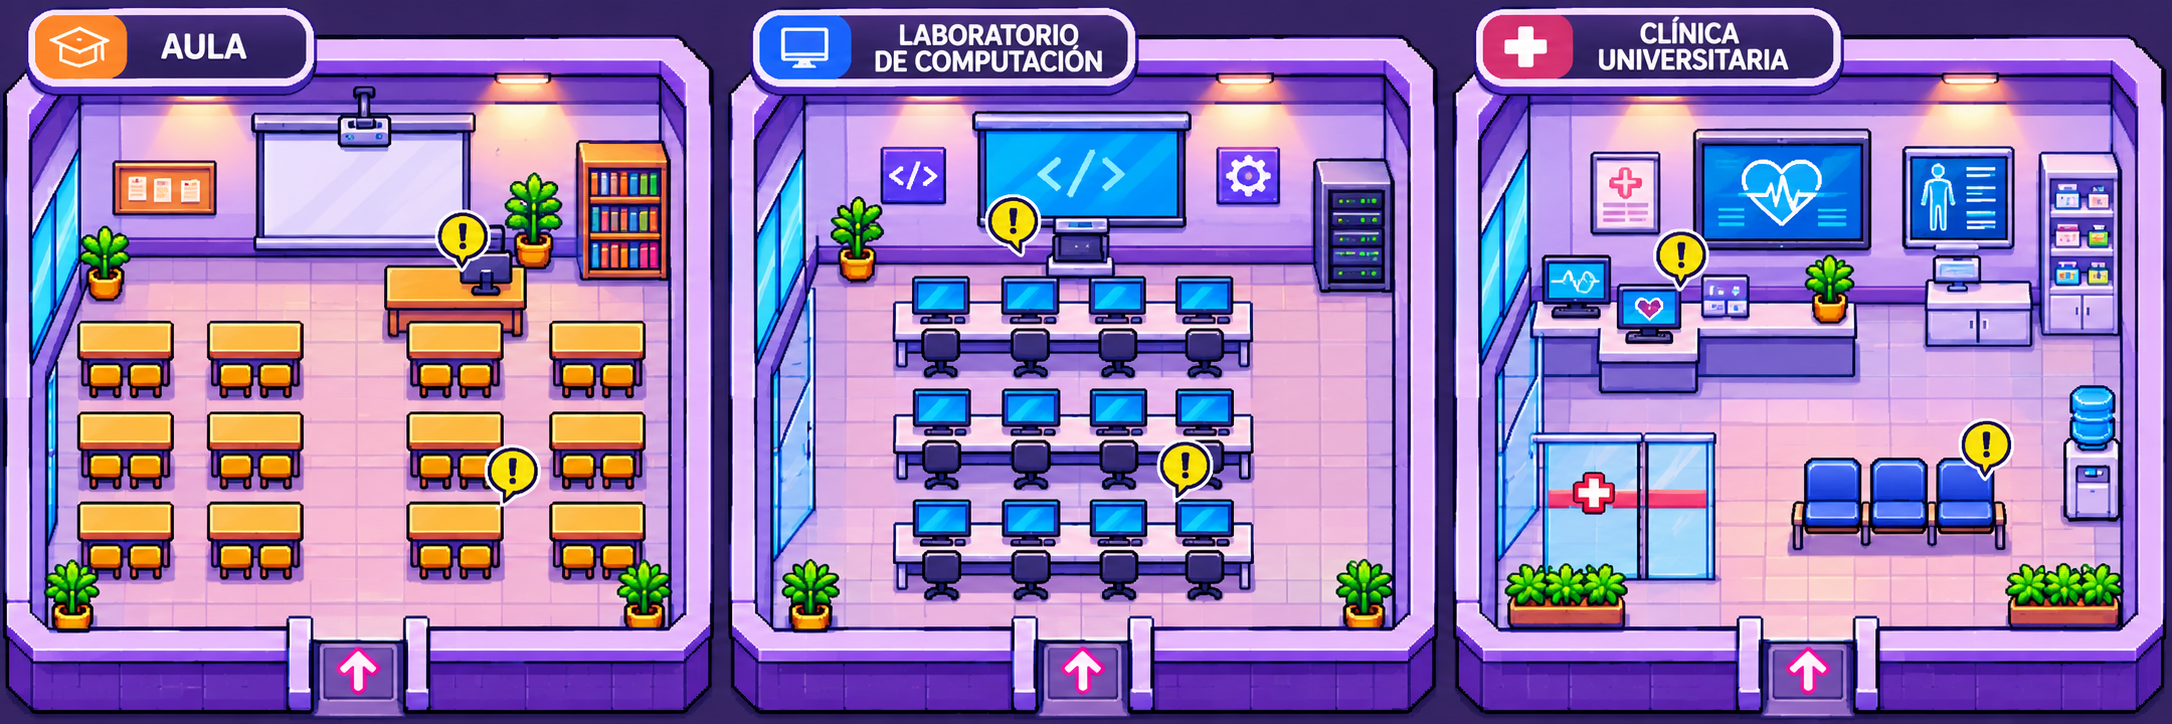 AULA
LABORATORIO
DE COMPUTACIÓN
CLÍNICA
UNIVERSITARIA
</>
</>
!
!
!
!
!
!